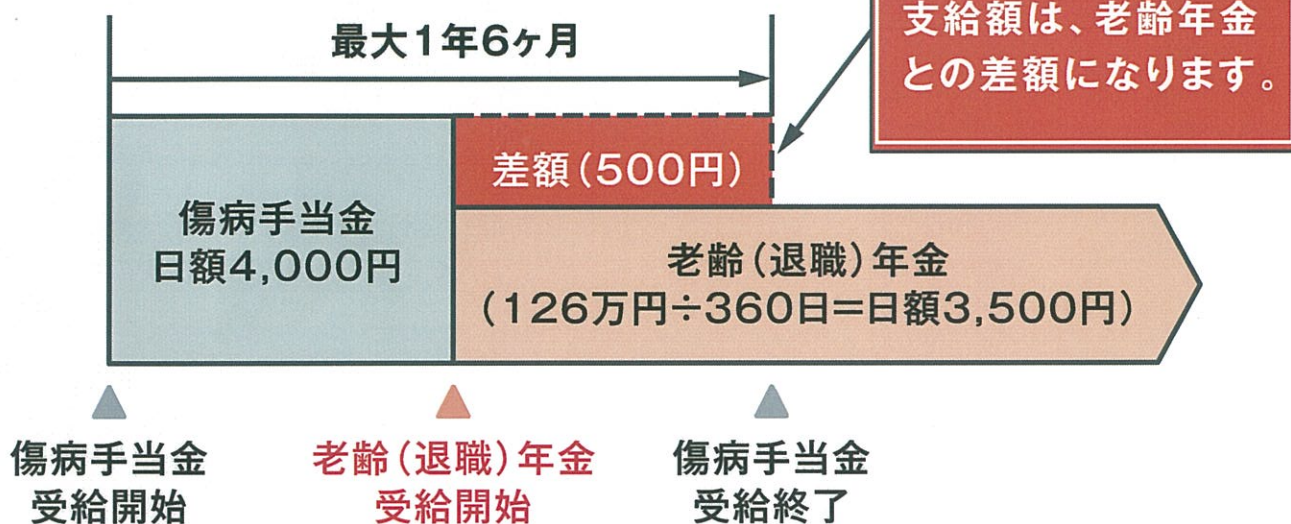 最大1年6ヶ月
支給額は、老齢年金
との差額になります。
差額(500円)
傷病手当金
日額4,000円
老齢(退職)年金
(126万円÷360日=日額3,500円)
傷病手当金
受給開始
老齢(退職)年金
受給開始
傷病手当金
受給終了